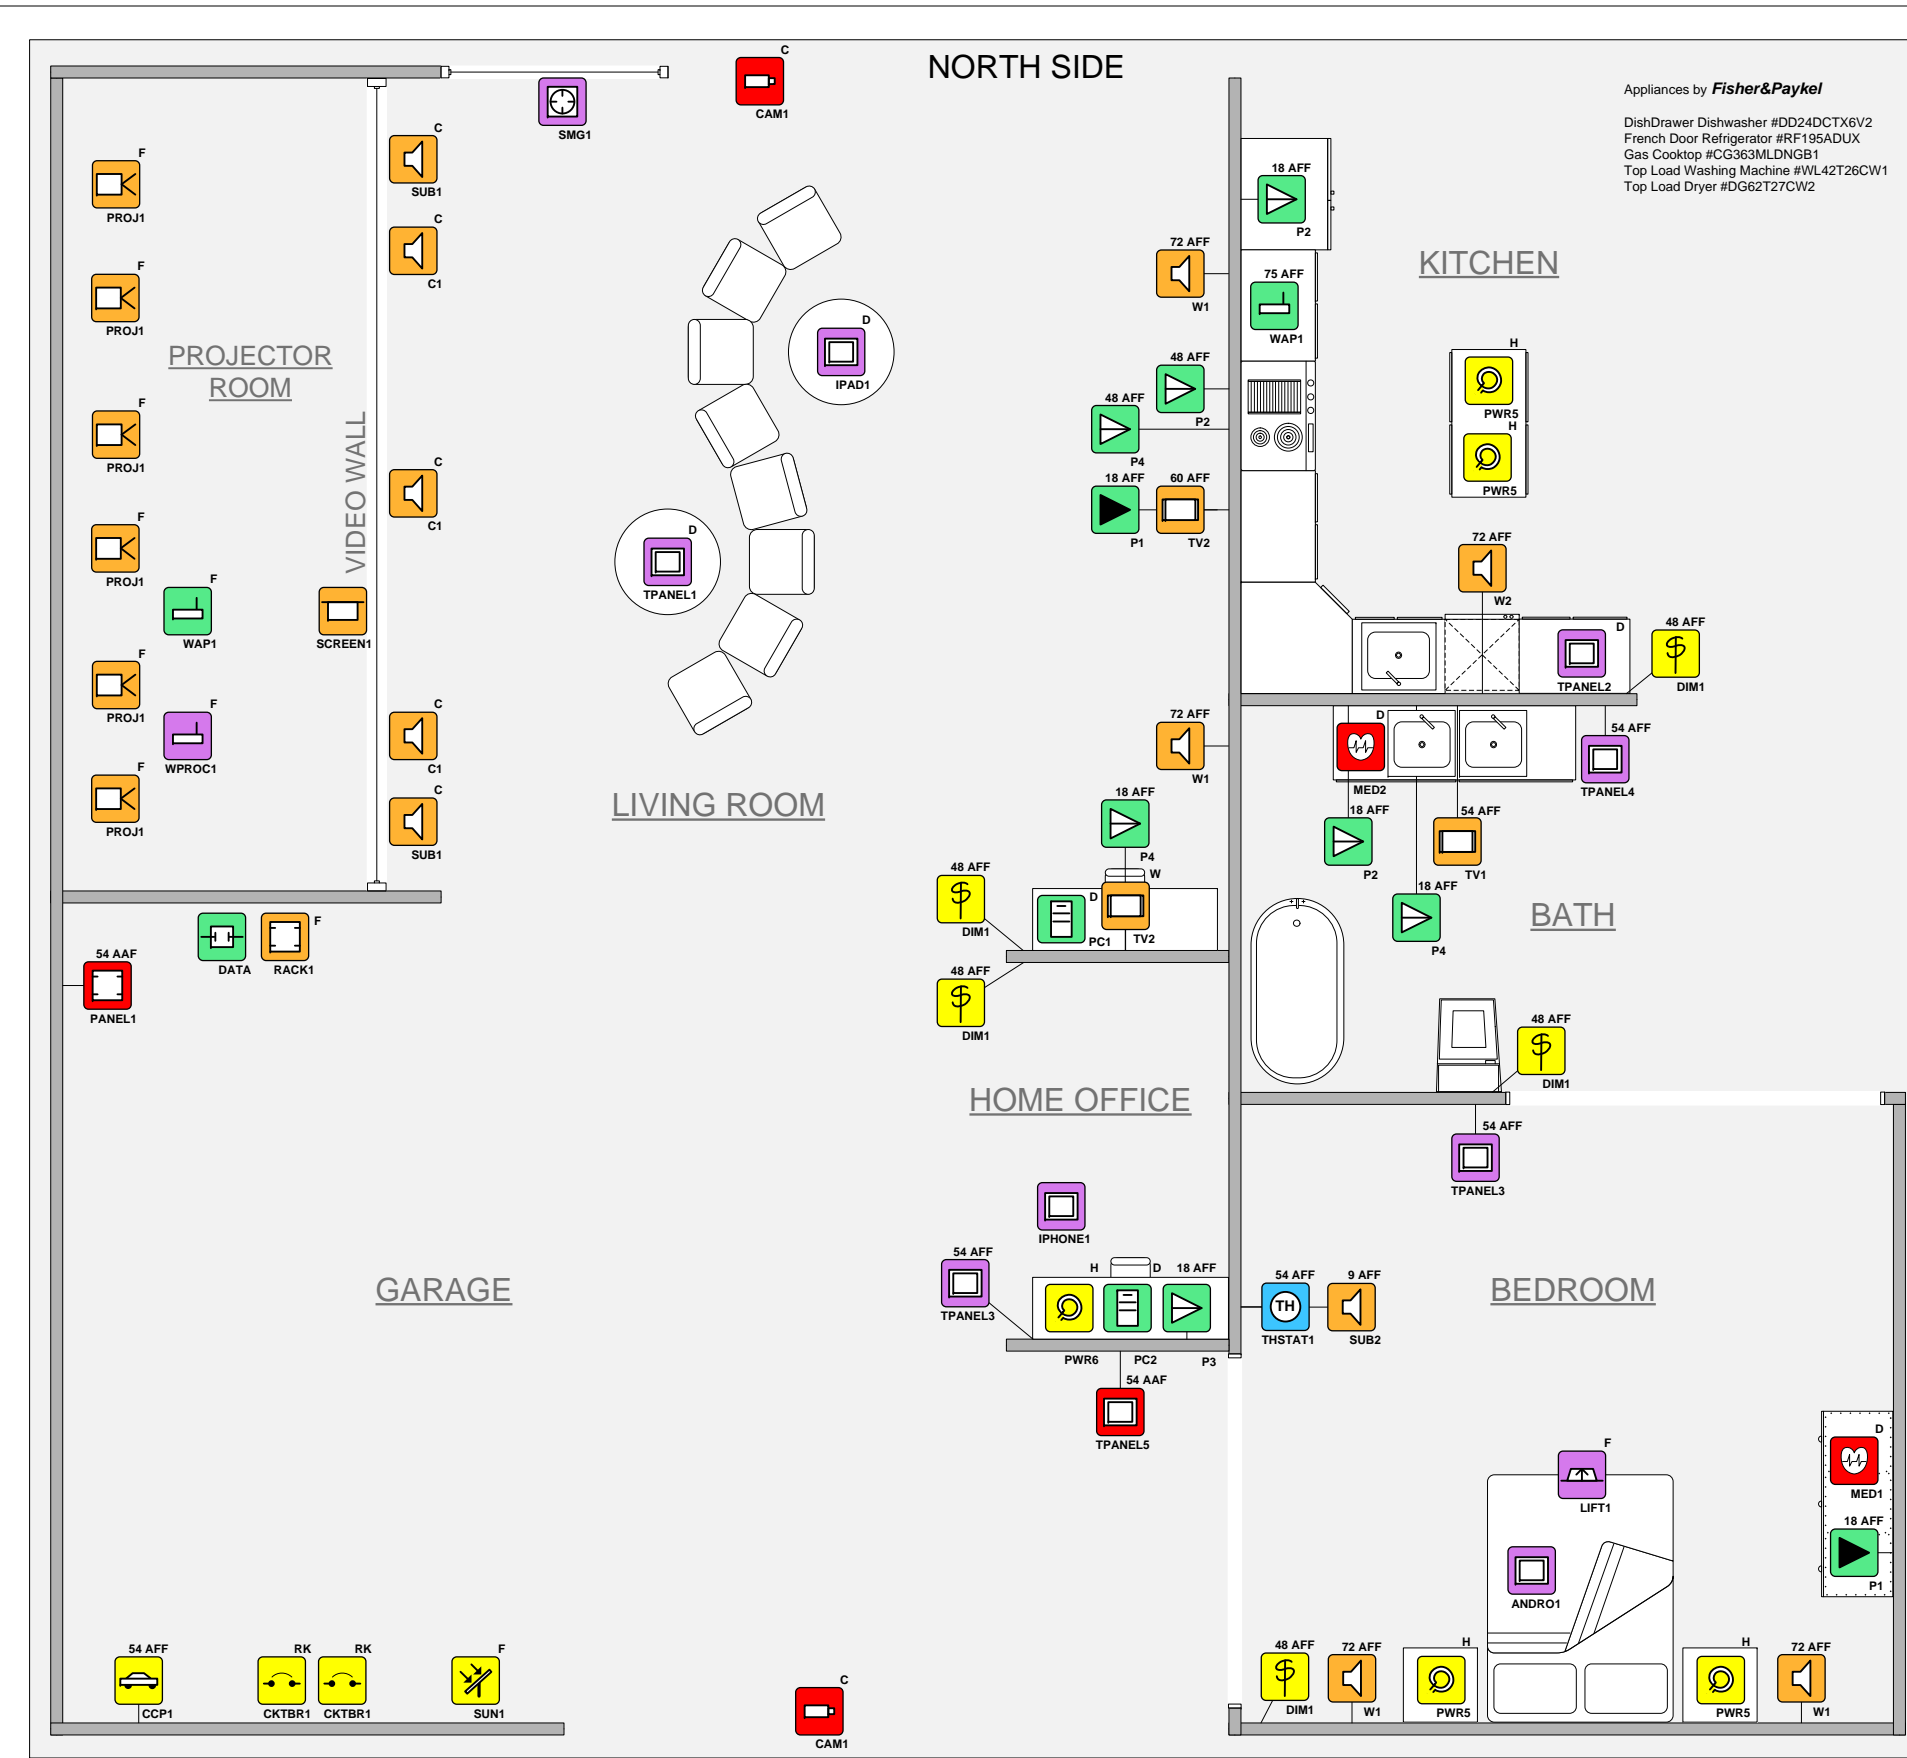 NORTH SIDE
Appliances by Fisher&Paykel
DishDrawer Dishwasher #DD24DCTX6V2
French Door Refrigerator #RF195ADUX
Gas Cooktop #CG363MLDNGB1
Top Load Washing Machine #WL42T26CW1
Top Load Dryer #DG62T27CW2
C
CAM1
SMG1
F
PROJ1
F
PROJ1
PROJECTOR
ROOM
F
PROJ1
F
PROJ1
F
WAP1
F
PROJ1
F
WPROC1
F
PROJ1
VIDEO WALL
SCREEN1
C
SUB1
C
C1
C
C1
C
C1
C
SUB1
D
IPAD1
D
TPANEL1
LIVING ROOM
72 AFF
W1
48 AFF
P2
48 AFF
P4
18 AFF
P1
60 AFF
TV2
72 AFF
W1
18 AFF
P4
W
TV2
D
PC1
48 AFF
DIM1
48 AFF
DIM1
KITCHEN
18 AFF
P2
75 AFF
WAP1
H
PWR5
H
PWR5
72 AFF
W2
D
TPANEL2
48 AFF
DIM1
D
MED2
54 AFF
TPANEL4
18 AFF
P2
54 AFF
TV1
18 AFF
P4
BATH
48 AFF
DIM1
54 AFF
TPANEL3
DATA
F
RACK1
54 AAF
PANEL1
HOME OFFICE
IPHONE1
54 AFF
TPANEL3
H
PWR6
D
PC2
18 AFF
P3
54 AAF
TPANEL5
GARAGE
54 AFF
CCP1
RK
CKTBR1
RK
CKTBR1
F
SUN1
C
CAM1
BEDROOM
54 AFF
TH
THSTAT1
9 AFF
SUB2
F
LIFT1
ANDRO1
D
MED1
18 AFF
P1
48 AFF
DIM1
72 AFF
W1
H
PWR5
H
PWR5
72 AFF
W1